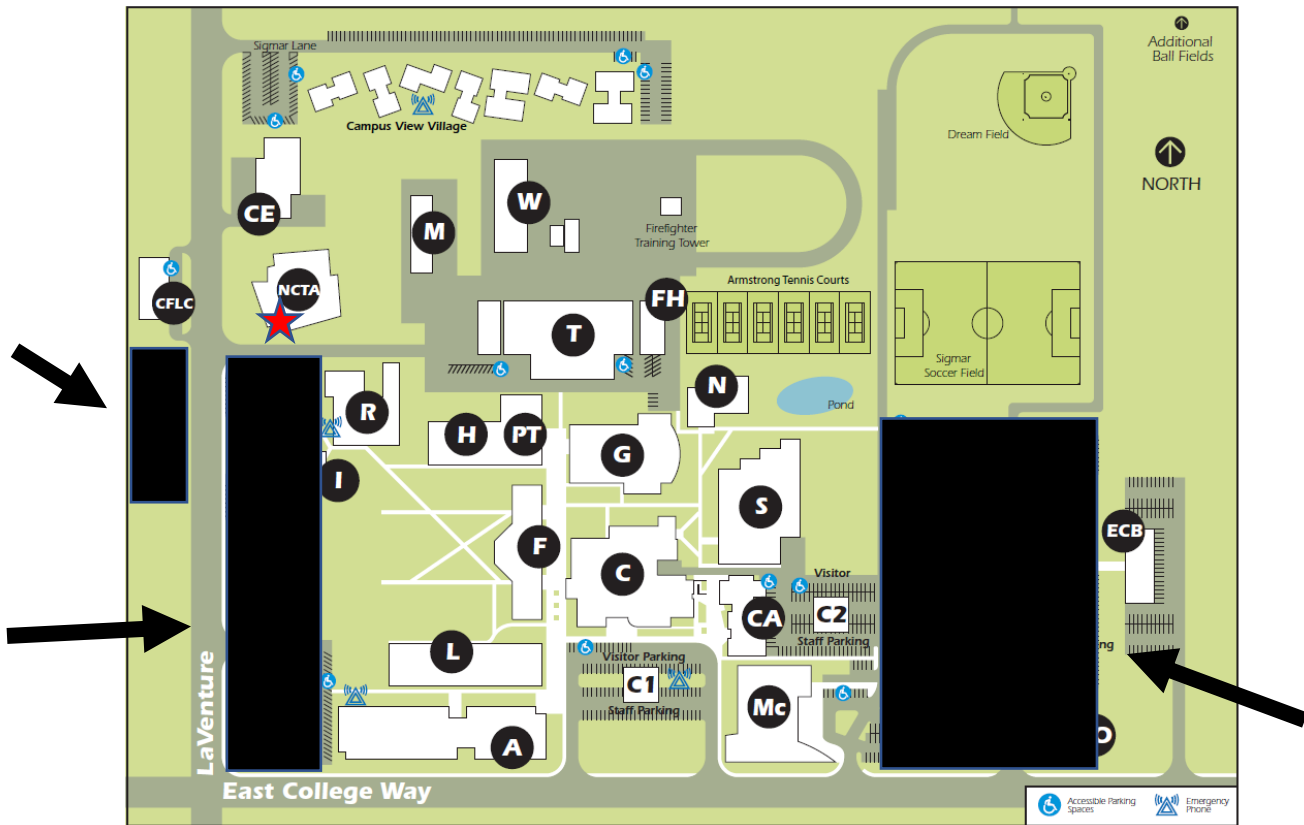 Sigmar Lane
Additional
Ball Fields
Campus View Village
Dream Field
NORTH
CE
M
W
Firefighter
Training Tower
CFLC
NCTA
FH
Armstrong Tennis Courts
T
Sigmar
Soccer Field
R
N
Pond
H
PT
G
I
S
F
C
ECB
Visitor
CA
C2
Staff Parking
L
Visitor Parking
C1
Staff Parking
Mc
A
LaVenture
East College Way
Accessible Parking
Spaces
Emergency
Phone